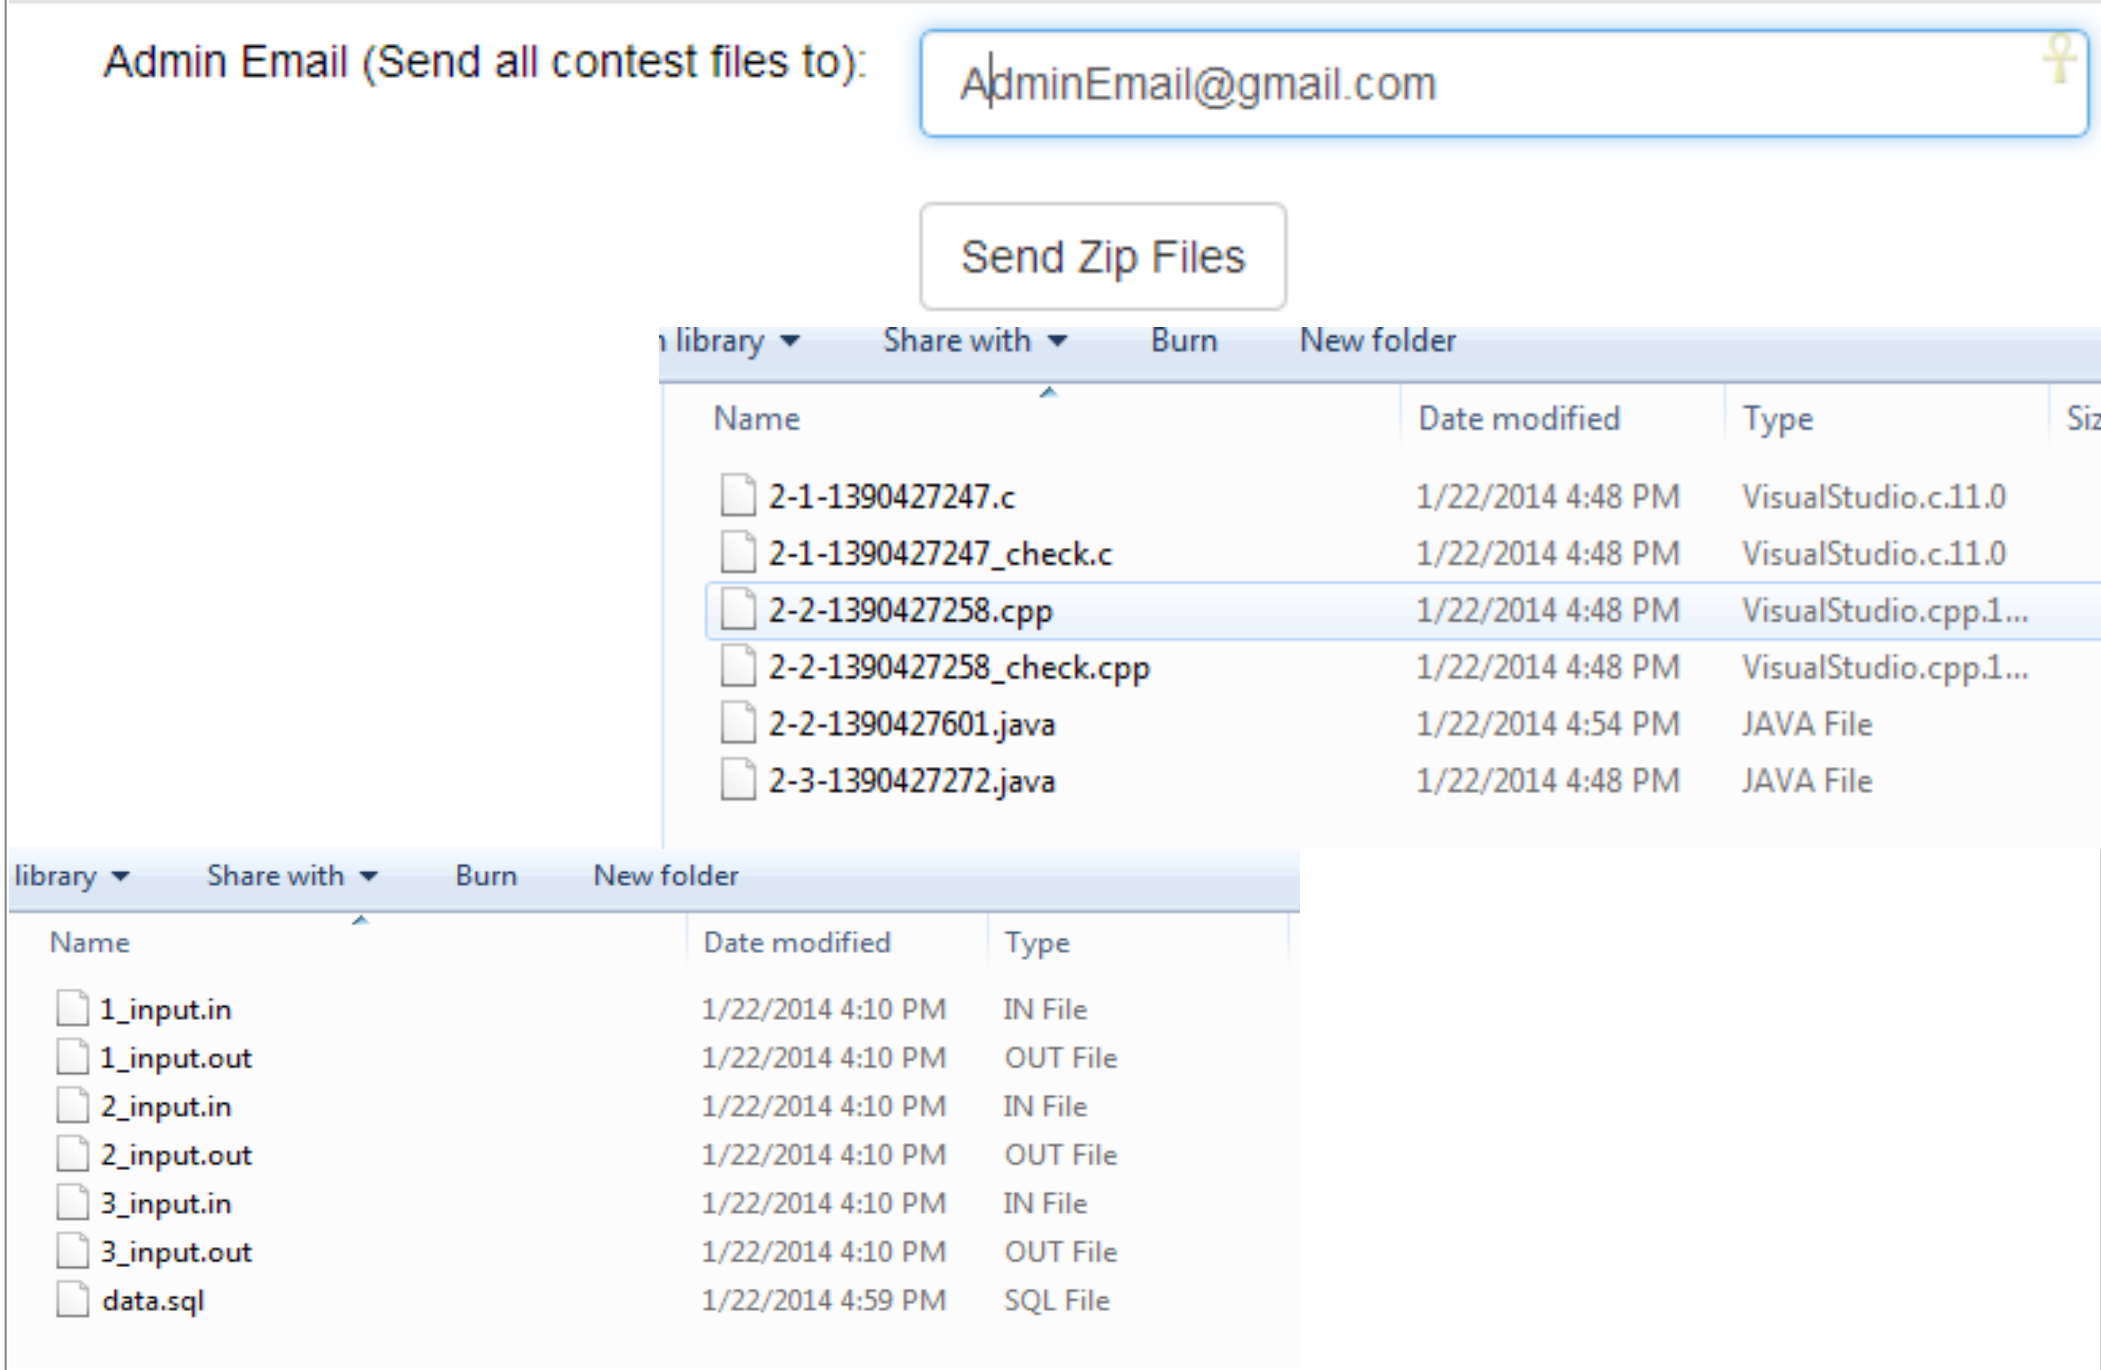 Admin Email (Send all contest files to): AdminEmail@gmail.com
Send Zip Files
library Share with Burn New folder
Name Date modified Type
2-1-1390427247.c 1/22/2014 4:48 PM VisualStudio.c.11.0
2-1-1390427247_check.c 1/22/2014 4:48 PM VisualStudio.c.11.0
2-2-1390427258.cpp 1/22/2014 4:48 PM VisualStudio.cpp.1...
2-2-1390427258_check.cpp 1/22/2014 4:48 PM VisualStudio.cpp.1...
2-2-1390427601.java 1/22/2014 4:54 PM JAVA File
2-3-1390427272.java 1/22/2014 4:48 PM JAVA File
library Share with Burn New folder
Name Date modified Type
1_input.in 1/22/2014 4:10 PM IN File
1_input.out 1/22/2014 4:10 PM OUT File
2_input.in 1/22/2014 4:10 PM IN File
2_input.out 1/22/2014 4:10 PM OUT File
3_input.in 1/22/2014 4:10 PM IN File
3_input.out 1/22/2014 4:10 PM OUT File
data.sql 1/22/2014 4:59 PM SQL File